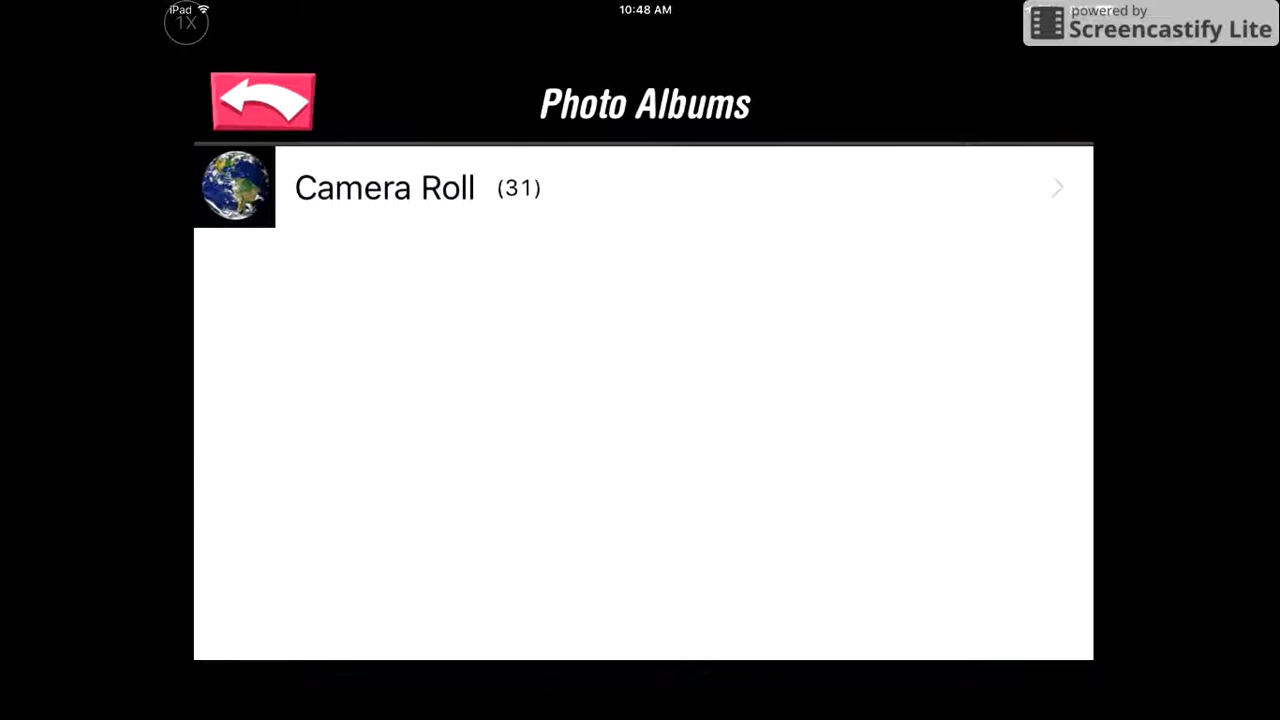 iPad
10:48 AM
1X
powered by
Screencastify Lite
Photo Albums
Camera Roll (31)